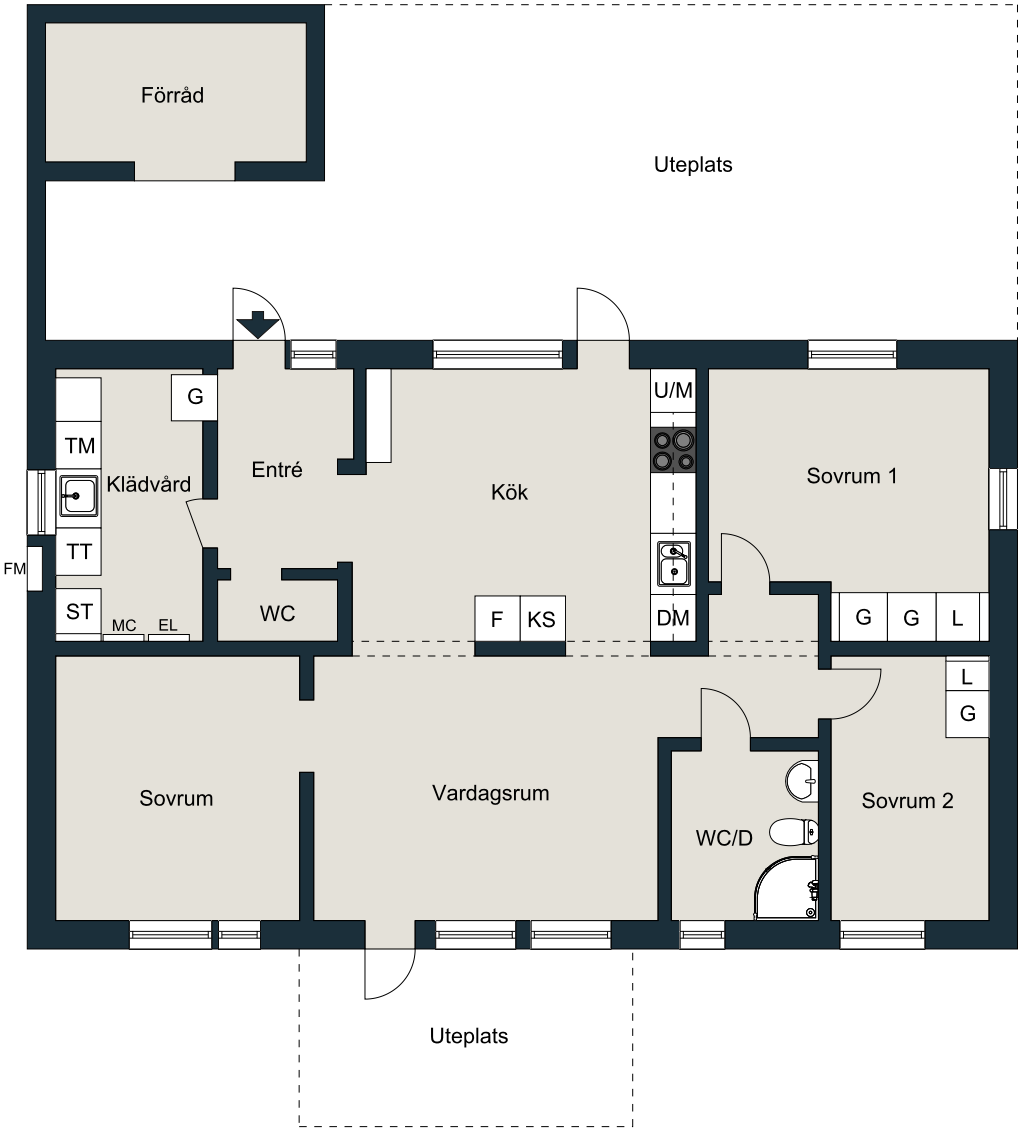 Förråd
Uteplats
G
U/M
TM
Entré
Sovrum 1
Klädvård
Kök
TT
FM
ST
MC
EL
WC
F
KS
DM
G
G
L
L
G
Sovrum
Vardagsrum
Sovrum 2
WC/D
Uteplats